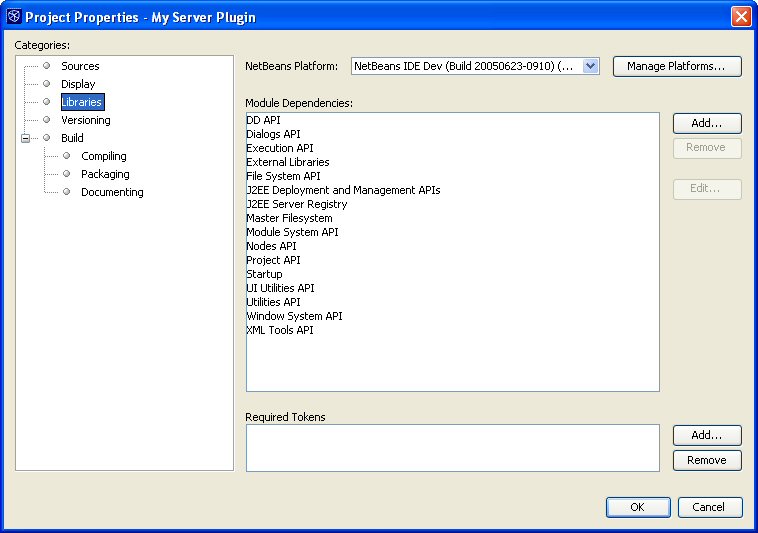 Project Properties - My Server Plugin
Categories:
Sources
Display
Libraries
Versioning
Build
Compiling
Packaging
Documenting
NetBeans Platform: NetBeans IDE Dev (Build 20050623-0910) (... Manage Platforms...
Module Dependencies:
DD API
Dialogs API
Execution API
External Libraries
File System API
J2EE Deployment and Management APIs
J2EE Server Registry
Master Filesystem
Module System API
Nodes API
Project API
Startup
UI Utilities API
Utilities API
Window System API
XML Tools API
Add...
Remove
Edit...
Required Tokens
Add...
Remove
OK Cancel